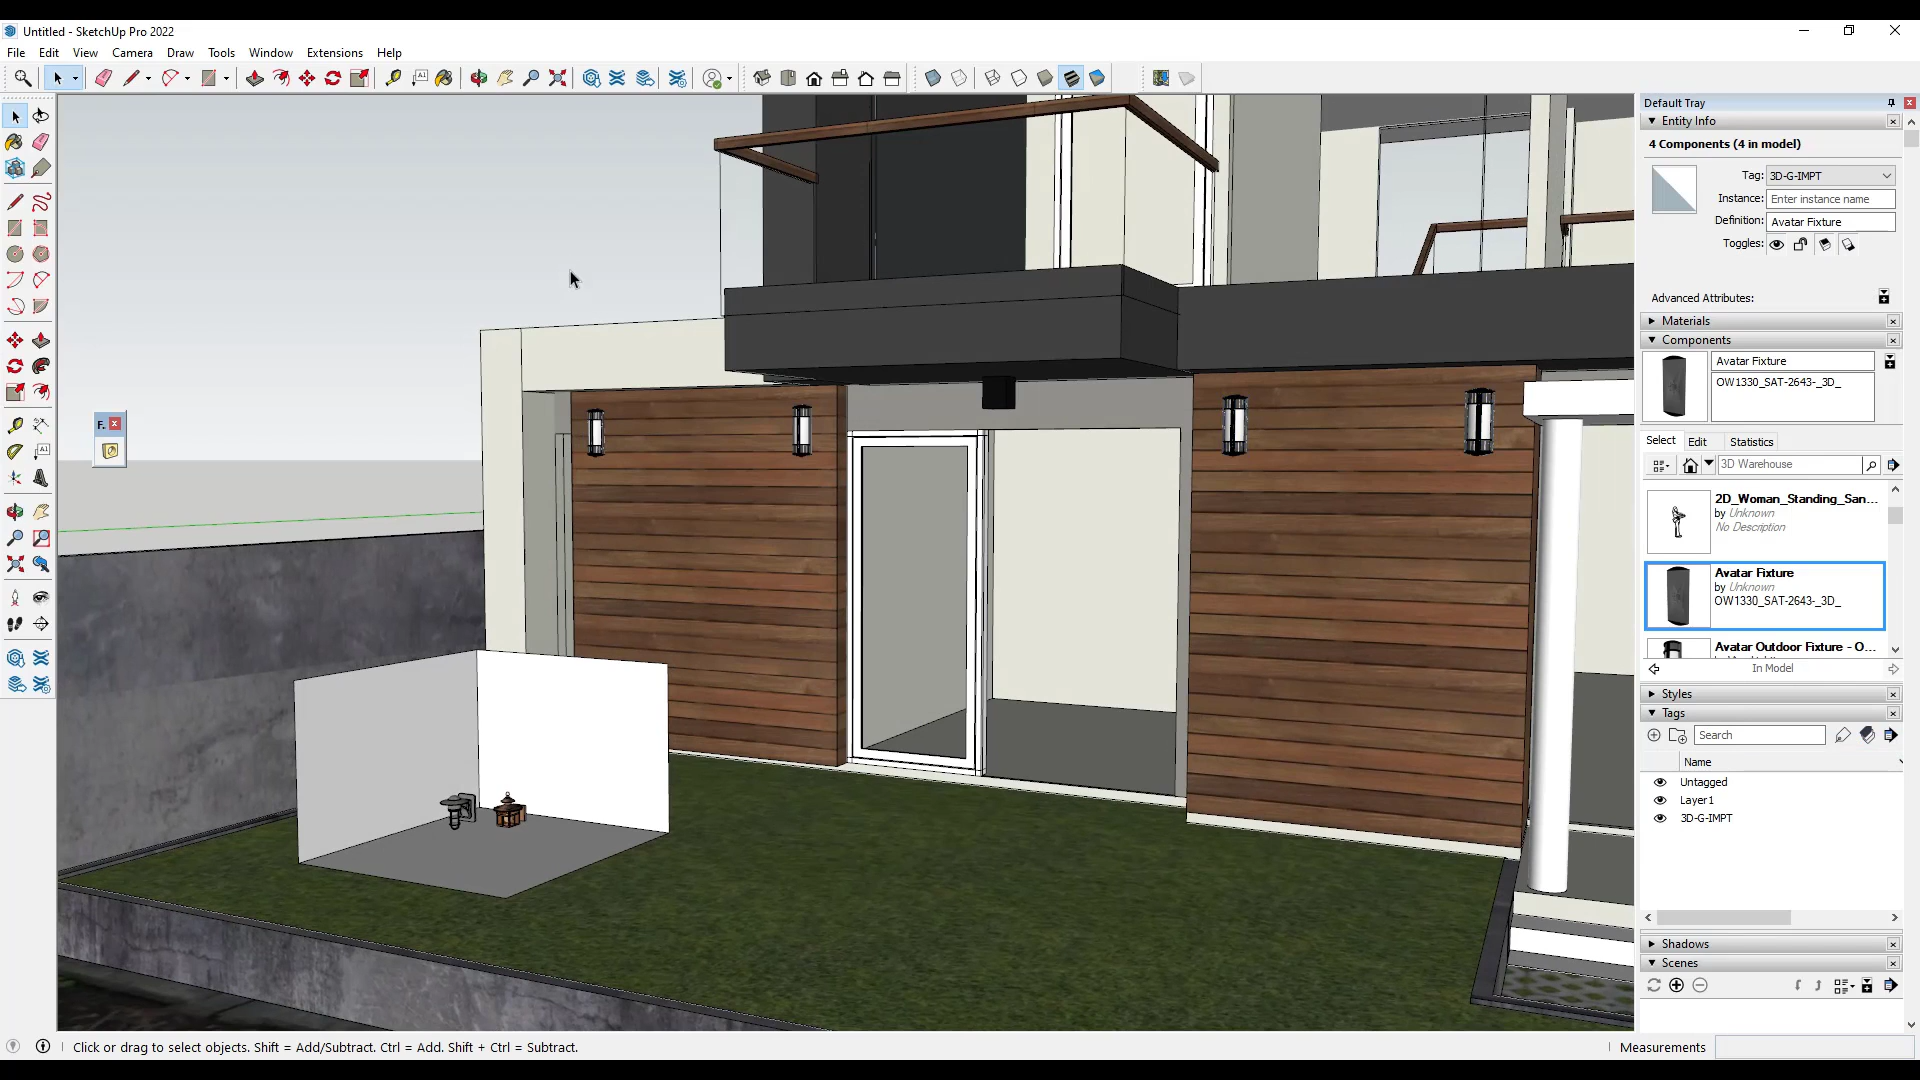 Untitled - SketchUp Pro 2022
File Edit View Camera Draw Tools Window Extensions Help
Default Tray
Entity Info
4 Components (4 in model)
Tag: 3D-G-IMPT
Instance: Enter instance name
Definition: Avatar Fixture
Toggles:
Advanced Attributes:
Materials
Components
Avatar Fixture
OW1330_SAT-2643-_3D_
F.
Select Edit Statistics
3D Warehouse
2D_Woman_Standing_San...
by Unknown
No Description
Avatar Fixture
by Unknown
OW1330_SAT-2643-_3D_
Avatar Outdoor Fixture - O...
In Model
Styles
Tags
Search
Name
Untagged
Layer1
3D-G-IMPT
Shadows
Scenes
Click or drag to select objects. Shift = Add/Subtract. Ctrl = Add. Shift + Ctrl = Subtract.
Measurements